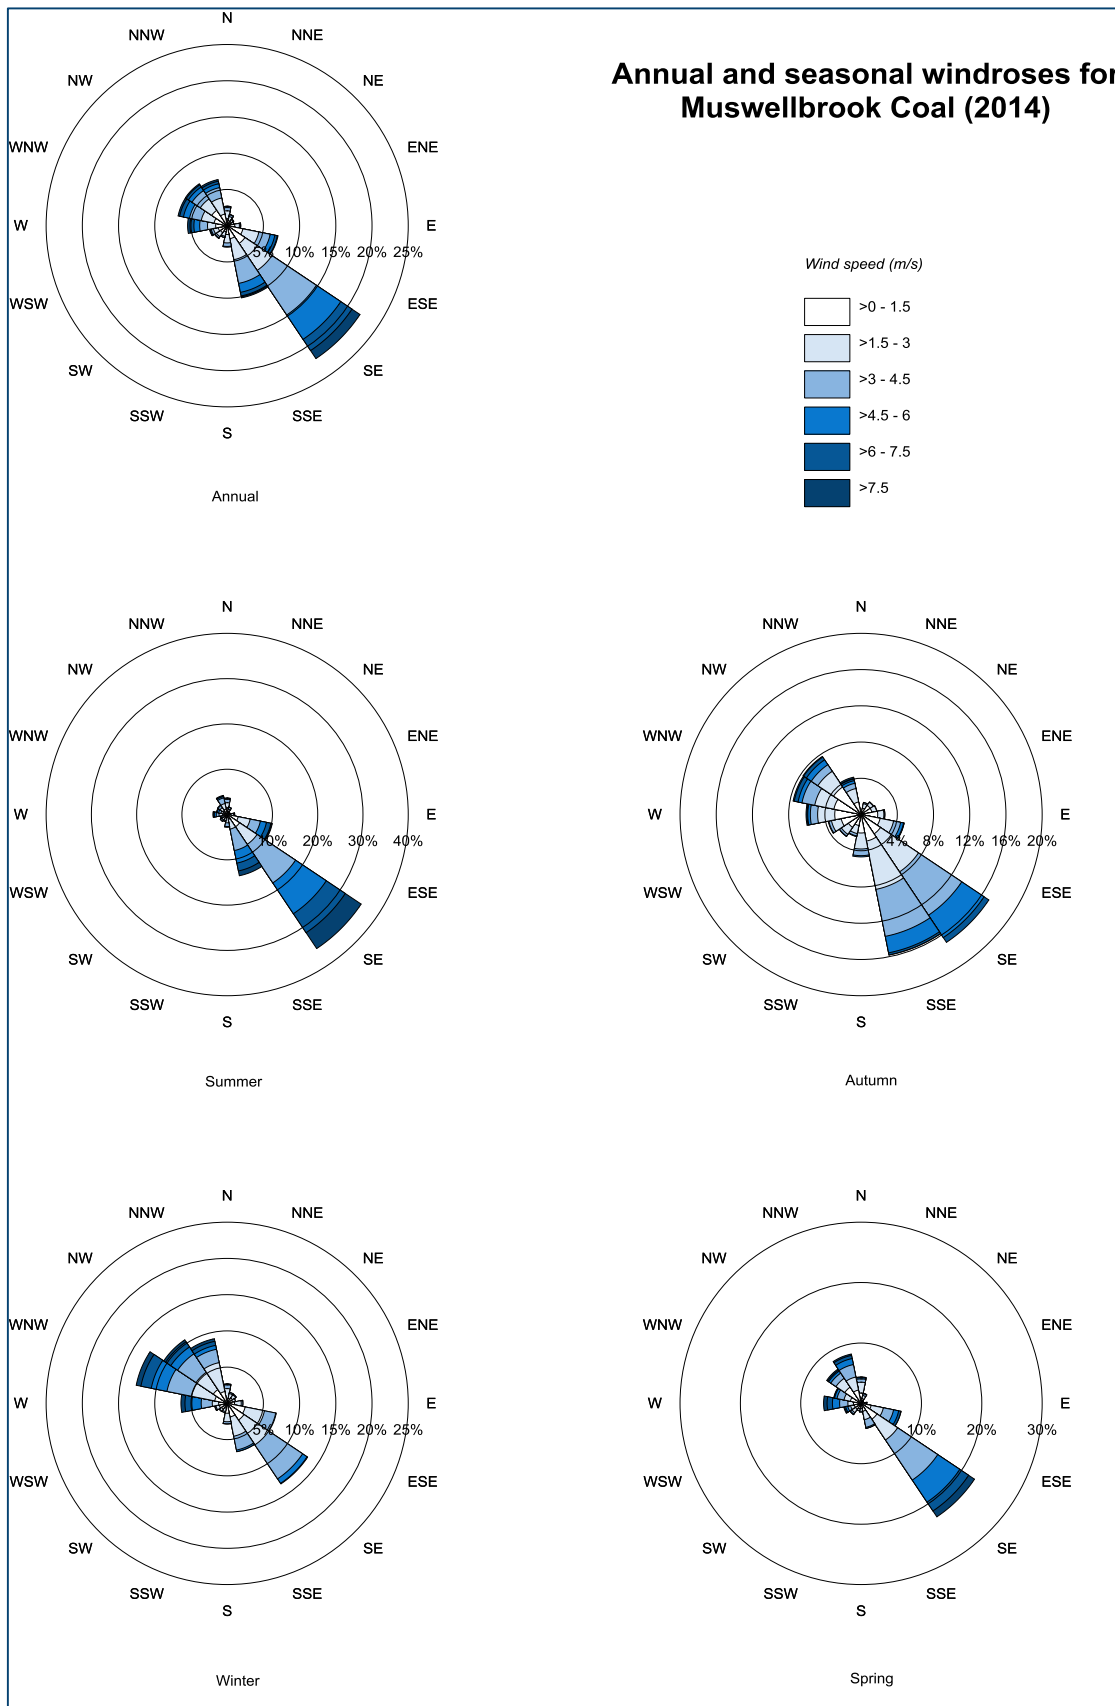 Annual and seasonal windroses for
Muswellbrook Coal (2014)
N
NNW NNE
NW NE
WNW ENE
W E
5% 10% 15% 20% 25%
WSW ESE
SW SE
SSW SSE
S
Annual
Wind speed (m/s)
>0 - 1.5
>1.5 - 3
>3 - 4.5
>4.5 - 6
>6 - 7.5
>7.5
N
NNW NNE
NW NE
WNW ENE
W E
10% 20% 30% 40%
WSW ESE
SW SE
SSW SSE
S
Summer
N
NNW NNE
NW NE
WNW ENE
W E
4% 8% 12% 16% 20%
WSW ESE
SW SE
SSW SSE
S
Autumn
N
NNW NNE
NW NE
WNW ENE
W E
5% 10% 15% 20% 25%
WSW ESE
SW SE
SSW SSE
S
Winter
N
NNW NNE
NW NE
WNW ENE
W E
10% 20% 30%
WSW ESE
SW SE
SSW SSE
S
Spring